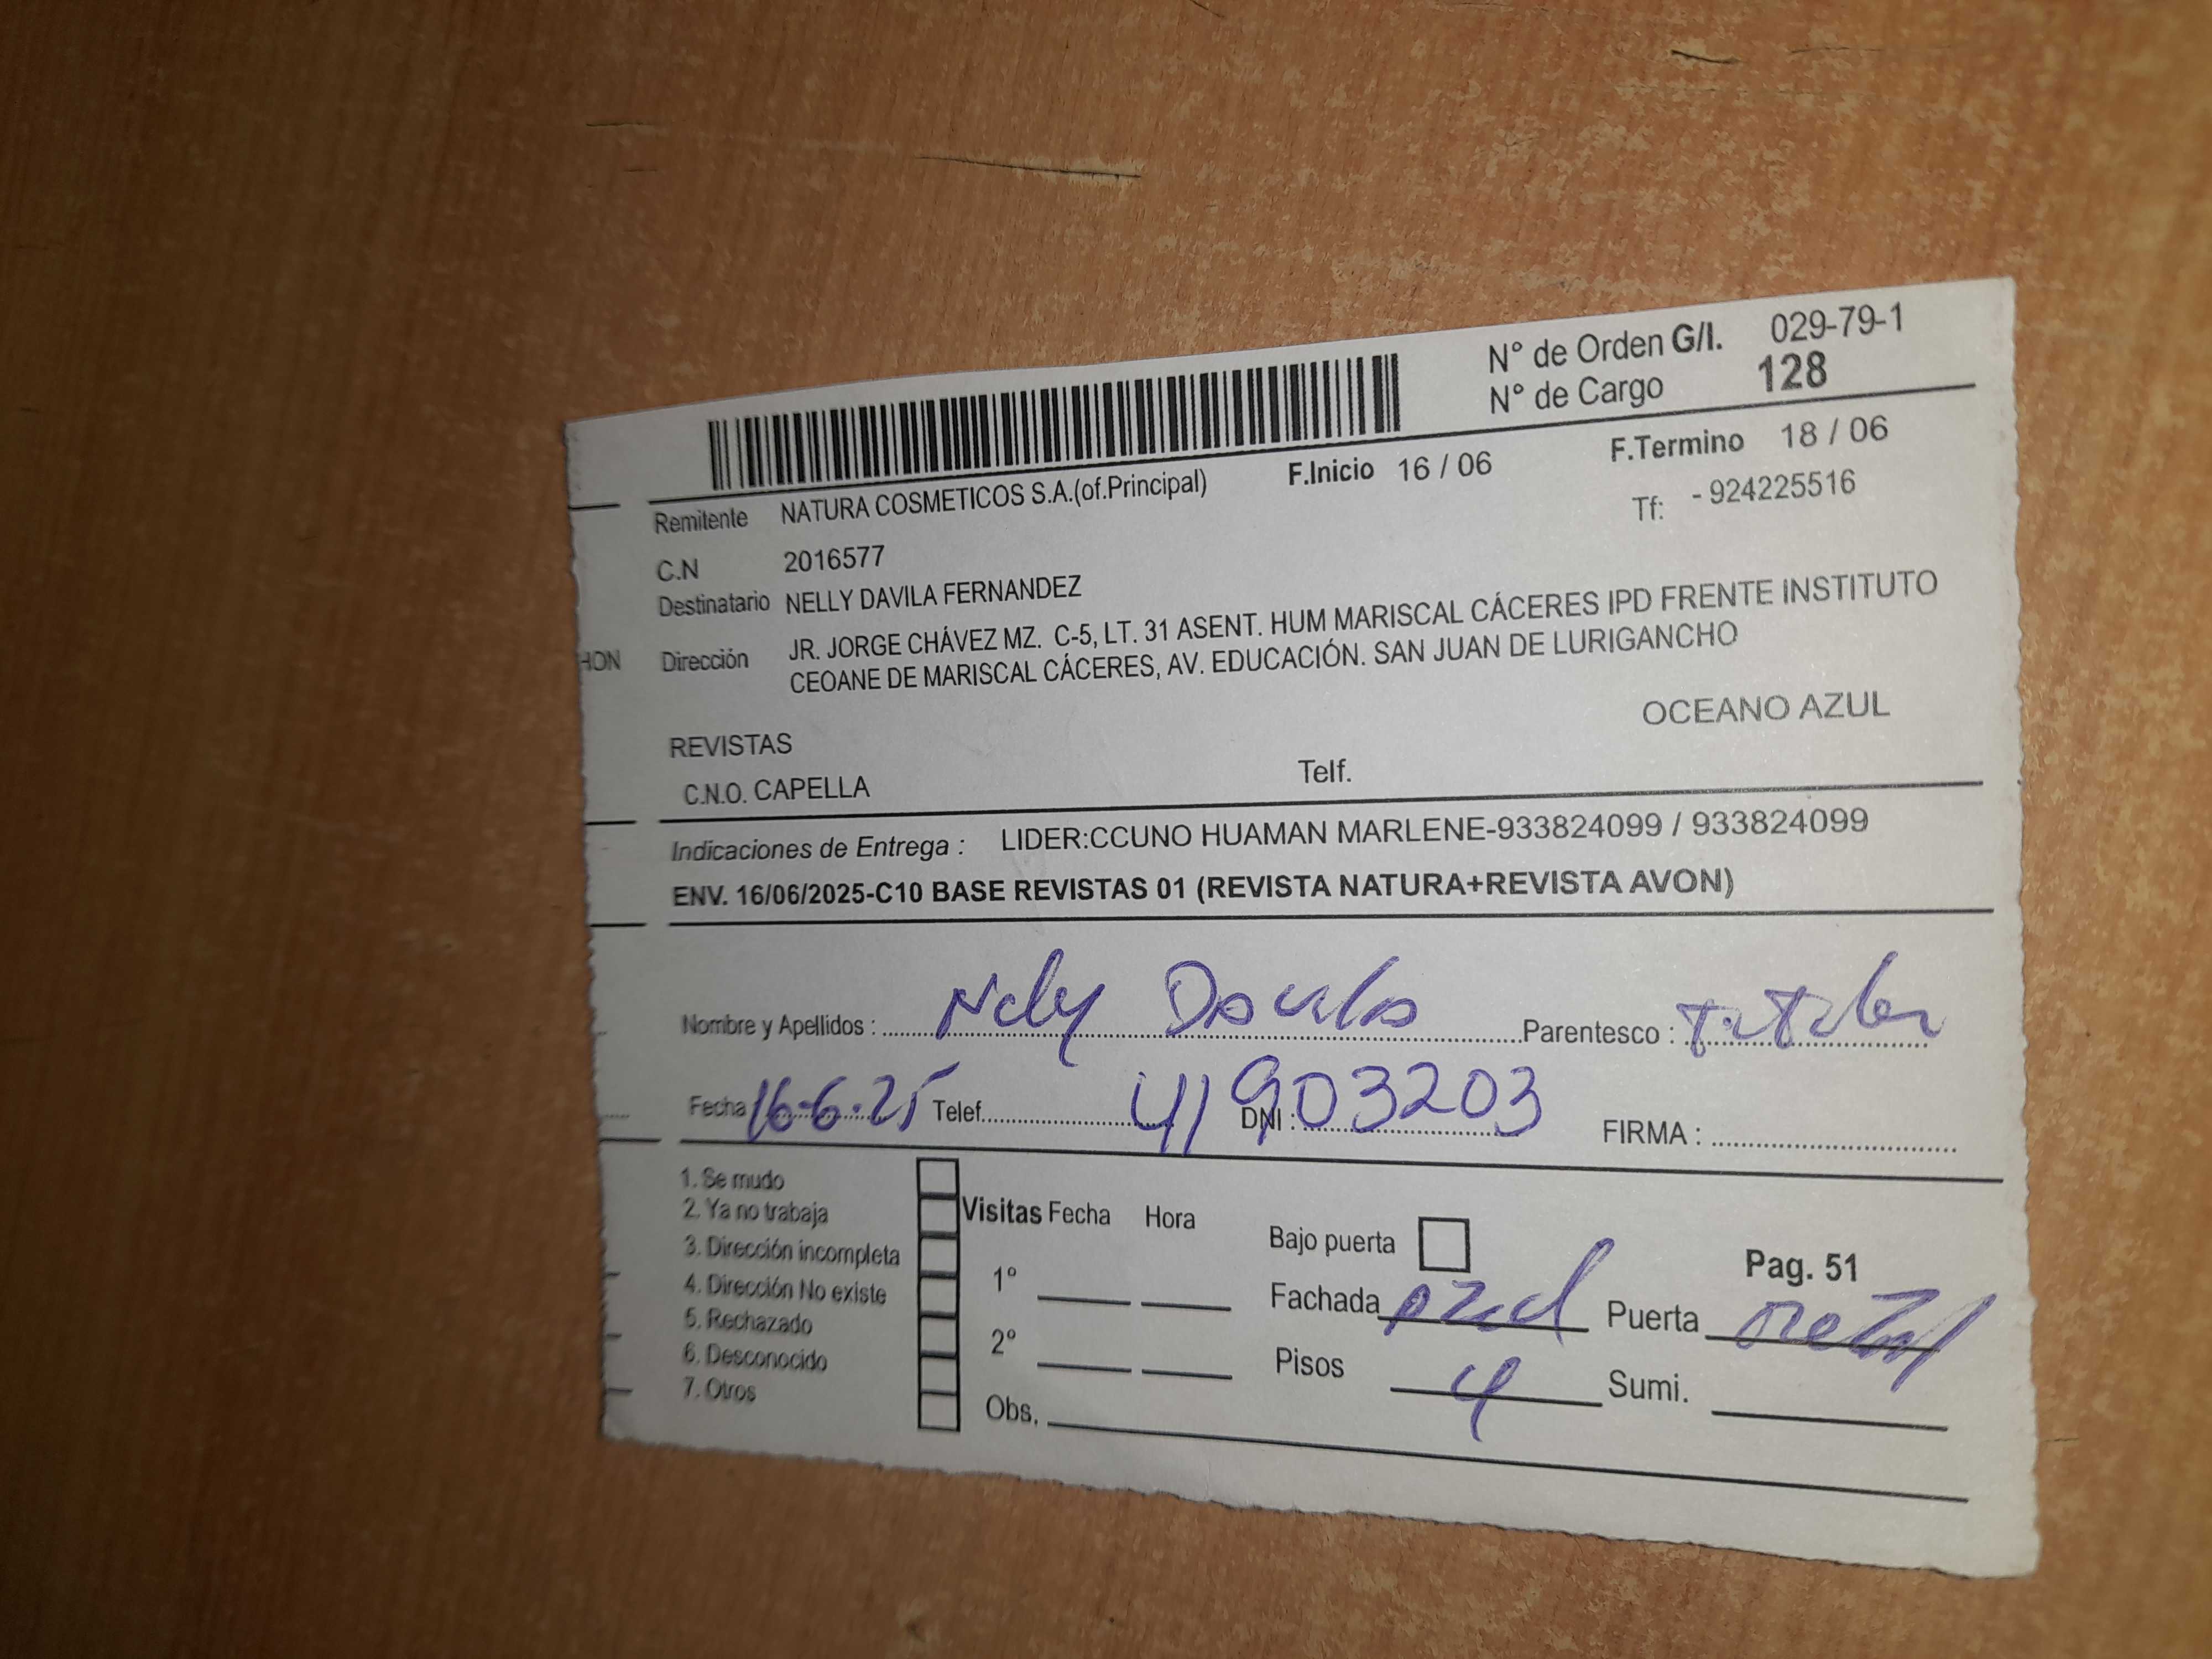 N° de Orden G/I. 029-79-1
N° de Cargo 128
F.Inicio 16 / 06 F.Termino 18 / 06
Remitente NATURA COSMETICOS S.A.(of.Principal) Tf: - 924225516
C.N 2016577
Destinatario NELLY DAVILA FERNANDEZ
HON Dirección JR. JORGE CHÁVEZ MZ. C-5, LT. 31 ASENT. HUM MARISCAL CÁCERES IPD FRENTE INSTITUTO
CEOANE DE MARISCAL CÁCERES, AV. EDUCACIÓN. SAN JUAN DE LURIGANCHO
OCEANO AZUL
REVISTAS
C.N.O. CAPELLA Telf.
Indicaciones de Entrega : LIDER:CCUNO HUAMAN MARLENE-933824099 / 933824099
ENV. 16/06/2025-C10 BASE REVISTAS 01 (REVISTA NATURA+REVISTA AVON)
Nombre y Apellidos : Nely Parentesco : Titular
Fecha 16-6-25 Telef. DNI : 41903203 FIRMA :
1. Se mudo
2. Ya no trabaja
3. Dirección incompleta
4. Dirección No existe
5. Rechazado
6. Desconocido
7. Otros
Visitas Fecha Hora
1°
2°
Obs.
Bajo puerta Pag. 51
Fachada azul Puerta metal
Pisos 4 Sumi.